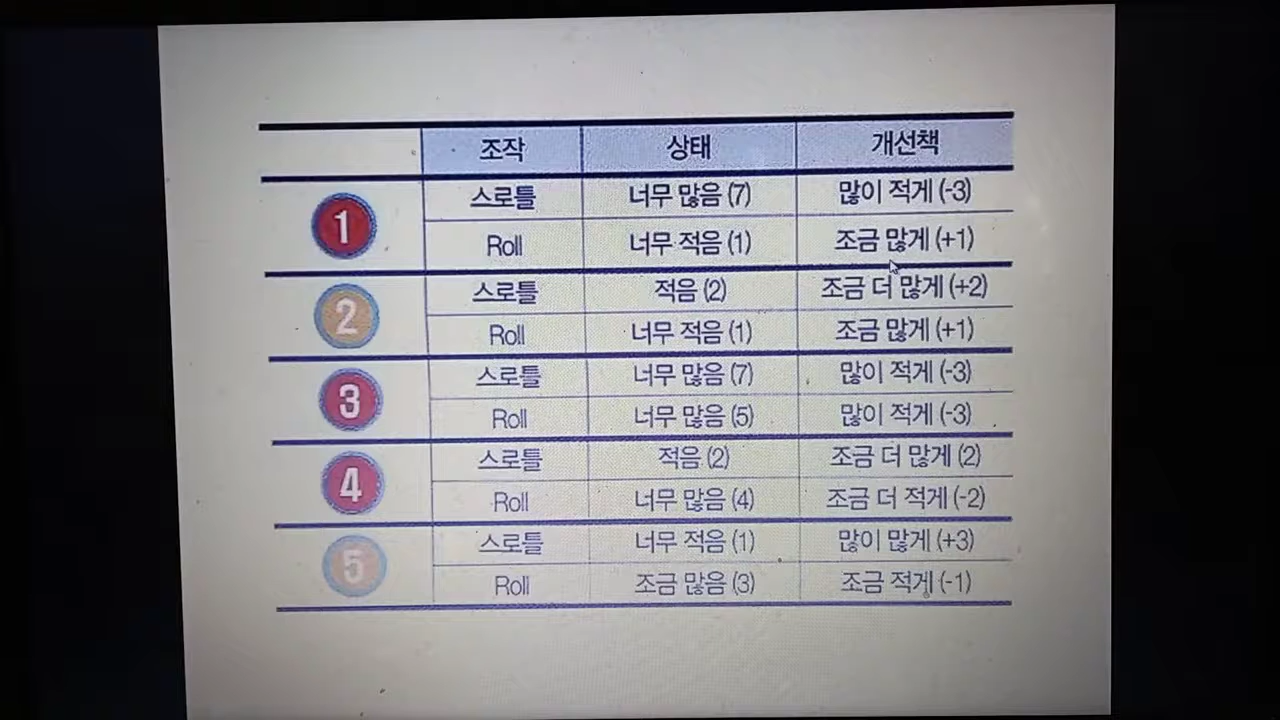 조작 상태 개선책
1 스로틀 너무 많음 (7) 많이 적게 (-3)
Roll 너무 적음 (1) 조금 많게 (+1)
2 스로틀 적음 (2) 조금 더 많게 (+2)
Roll 너무 적음 (1) 조금 많게 (+1)
3 스로틀 너무 많음 (7) 많이 적게 (-3)
Roll 너무 많음 (5) 많이 적게 (-3)
4 스로틀 적음 (2) 조금 더 많게 (2)
Roll 너무 많음 (4) 조금 더 적게 (-2)
5 스로틀 너무 적음 (1) 많이 많게 (+3)
Roll 조금 많음 (3) 조금 적게 (-1)